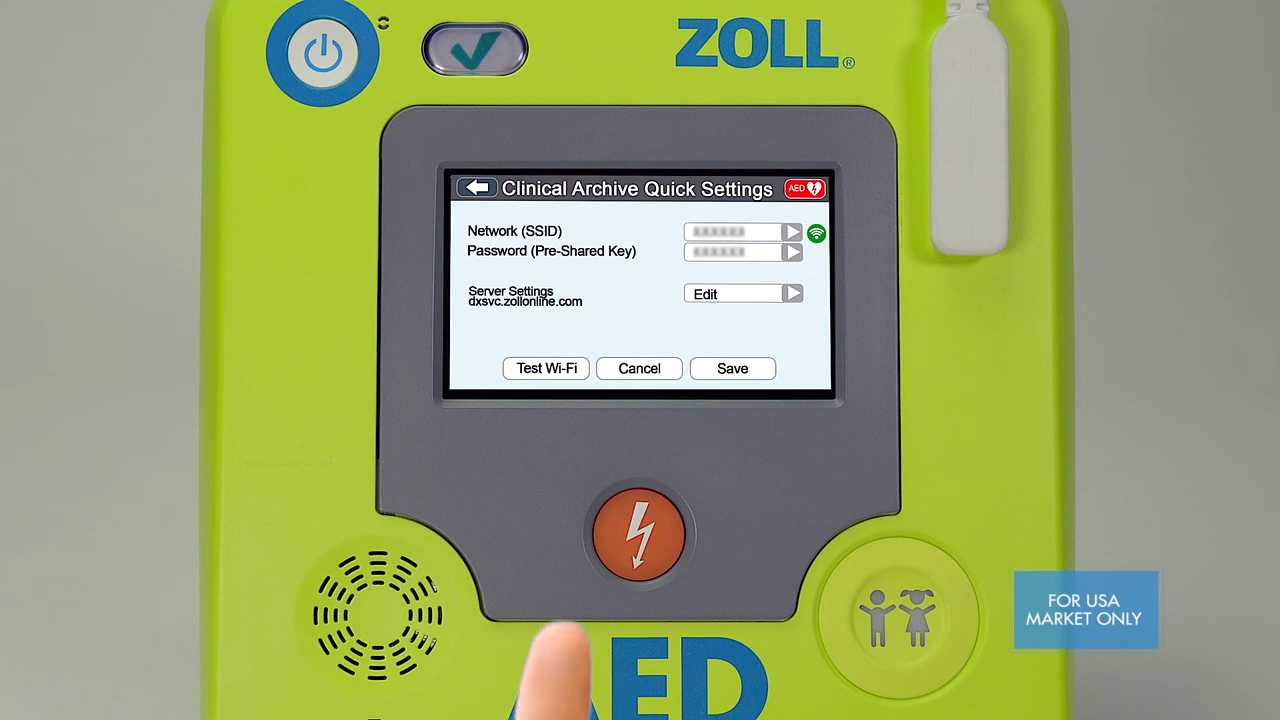 ZOLL®
Clinical Archive Quick Settings
AED
Network (SSID)
Password (Pre-Shared Key)
Server Settings
dxsvc.zollonline.com
Edit
Test Wi-Fi
Cancel
Save
FOR USA
MARKET ONLY
AED